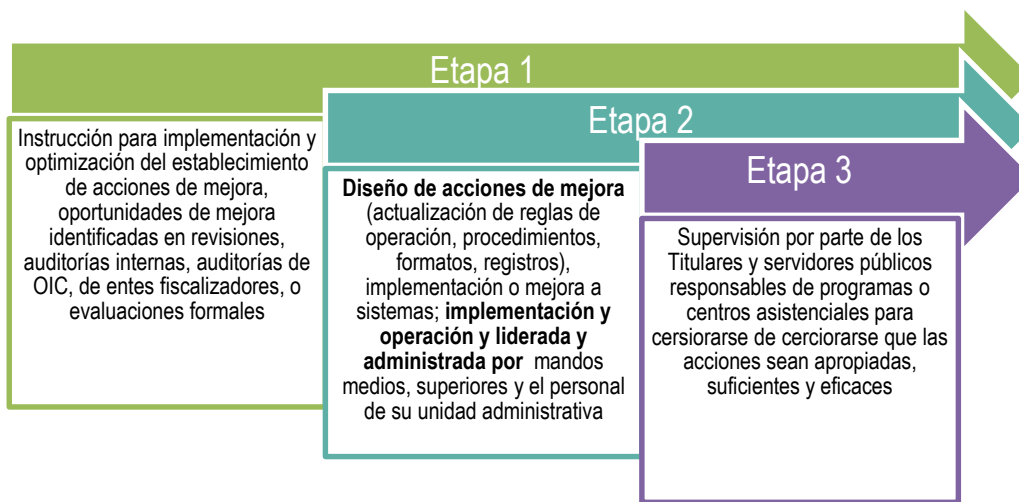 Etapa 1
Instrucción para implementación y
optimización del establecimiento
de acciones de mejora,
oportunidades de mejora
identificadas en revisiones,
auditorías internas, auditorías de
OIC, de entes fiscalizadores, o
evaluaciones formales
Etapa 2
Diseño de acciones de mejora
(actualización de reglas de
operación, procedimientos,
formatos, registros),
implementación o mejora a
sistemas; implementación y
operación y liderada y
administrada por mandos
medios, superiores y el personal
de su unidad administrativa
Etapa 3
Supervisión por parte de los
Titulares y servidores públicos
responsables de programas o
centros asistenciales para
cersiorarse de cerciorarse que las
acciones sean apropiadas,
suficientes y eficaces